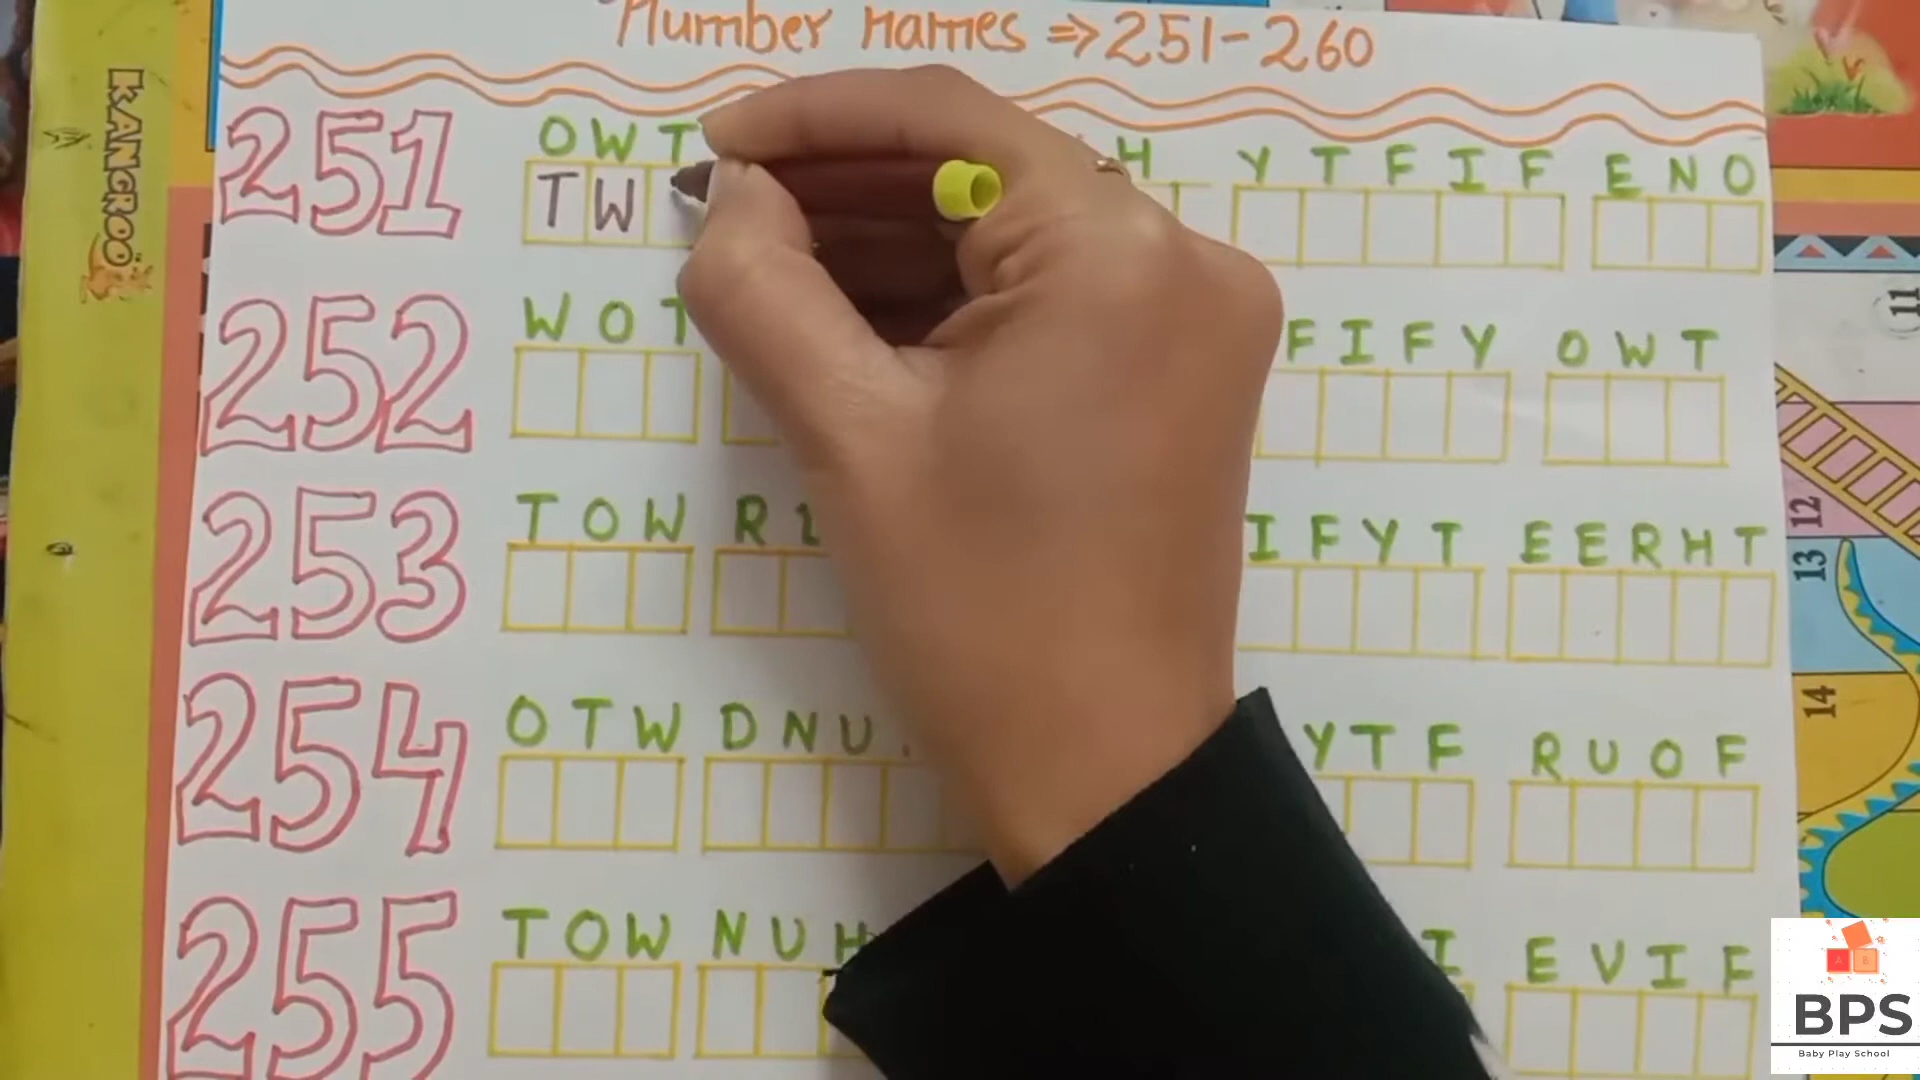 Number names ⇒ 251-260
251 OWT H YTFIF ENO
TW
252 WOT FIFY OWT
253 TOW R IFYT EERHT
254 OTW DNU YTF RUOF
255 TOW NUH I EVIF
KANGROO
11
12
13
14
BPS
Baby Play School